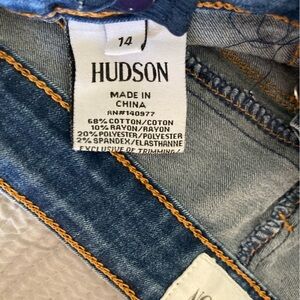 14
HUDSON
MADE IN
CHINA
RN#140977
68% COTTON/COTON
10% RAYON/RAYON
20% POLYESTER/POLYESTER
2% SPANDEX/ELASTHANNE
EXCLUSIVE OF TRIMMING/